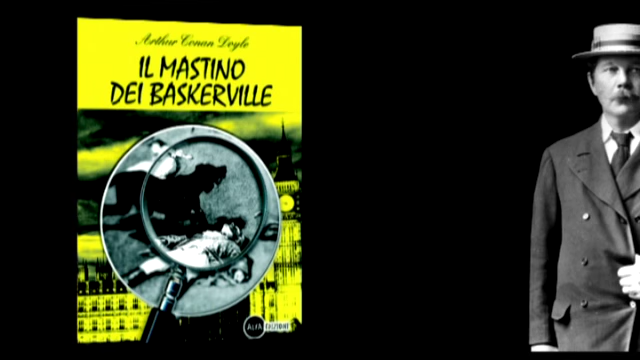 Arthur Conan Doyle
IL MASTINO
DEI BASKERVILLE
ALFA EDIZIONI